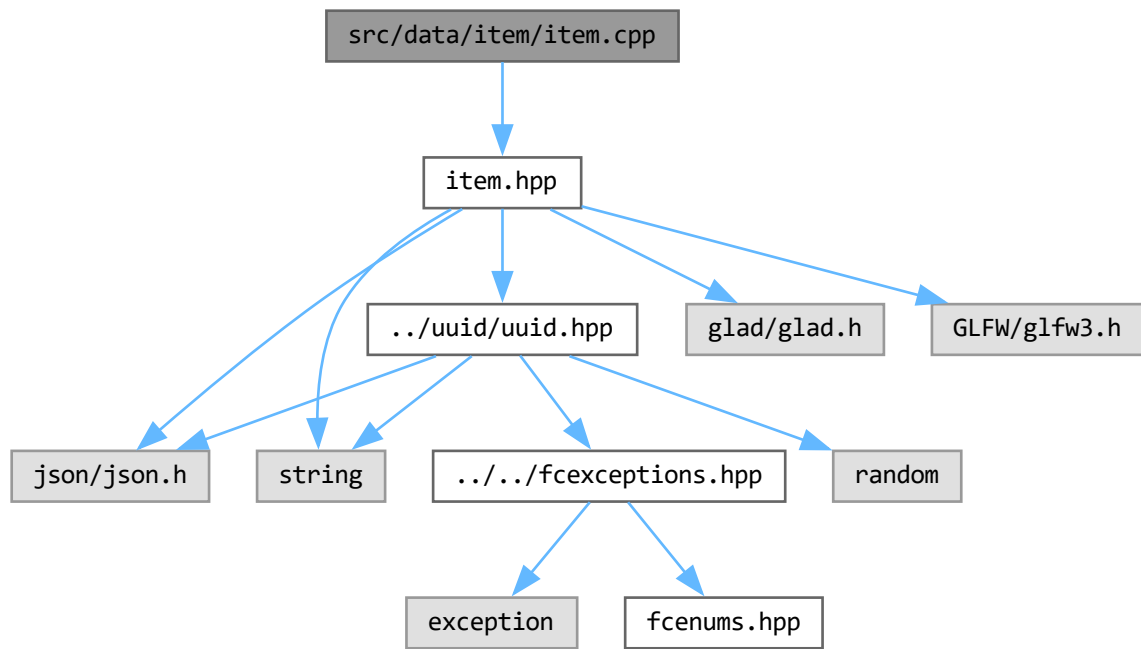 src/data/item/item.cpp
item.hpp
../uuid/uuid.hpp
glad/glad.h
GLFW/glfw3.h
json/json.h
string
../../fcexceptions.hpp
random
exception
fcenums.hpp